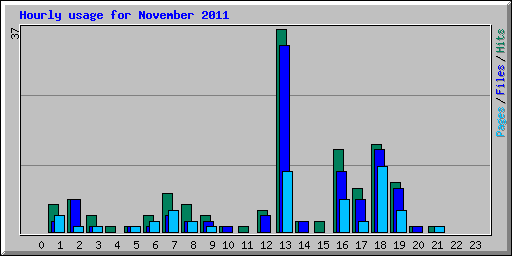 Hourly usage for November 2011
37
Pages/Files/Hits
0 1 2 3 4 5 6 7 8 9 10 11 12 13 14 15 16 17 18 19 20 21 22 23